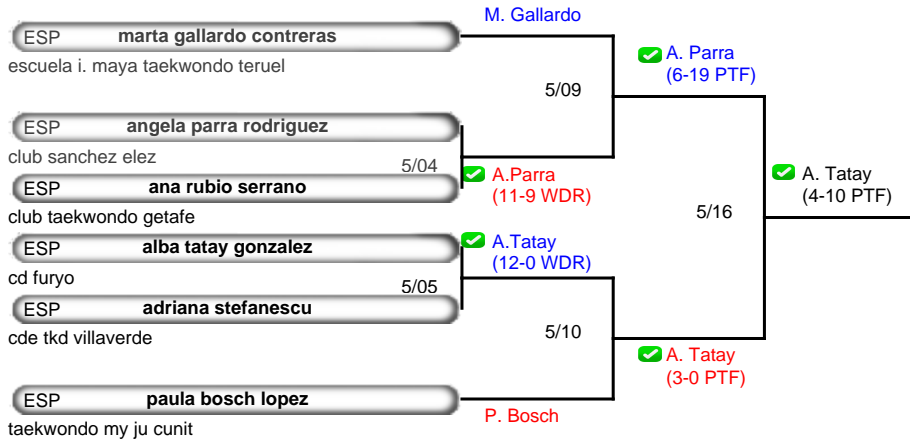 M. Gallardo
ESP marta gallardo contreras
escuela i. maya taekwondo teruel
A. Parra
(6-19 PTF)
5/09
ESP angela parra rodriguez
club sanchez elez
5/04
A.Parra
(11-9 WDR)
ESP ana rubio serrano
club taekwondo getafe
A. Tatay
(4-10 PTF)
5/16
ESP alba tatay gonzalez
cd furyo
A.Tatay
(12-0 WDR)
5/05
ESP adriana stefanescu
cde tkd villaverde
5/10
A. Tatay
(3-0 PTF)
ESP paula bosch lopez
taekwondo my ju cunit
P. Bosch